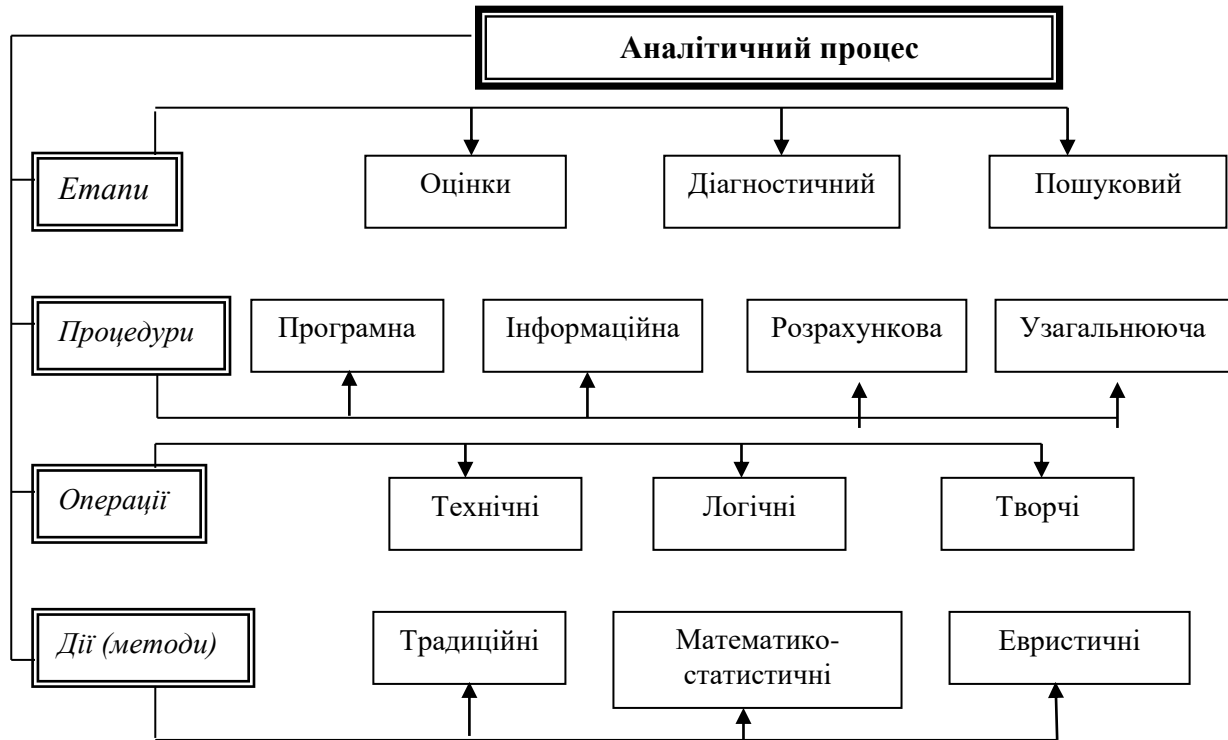 Аналітичний процес
Етапи
Оцінки
Діагностичний
Пошуковий
Процедури
Програмна
Інформаційна
Розрахункова
Узагальнююча
Операції
Технічні
Логічні
Творчі
Дії (методи)
Традиційні
Математико-
статистичні
Евристичні